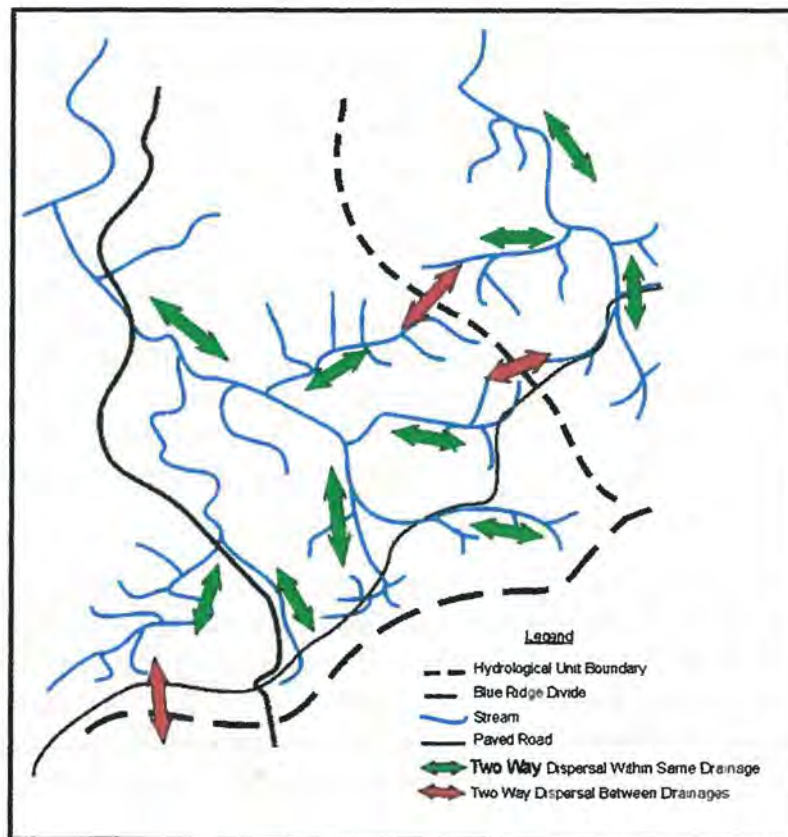 Legend
Hydrological Unit Boundary
Blue Ridge Divide
Stream
Paved Road
Two Way Dispersal Within Same Drainage
Two Way Dispersal Between Drainages